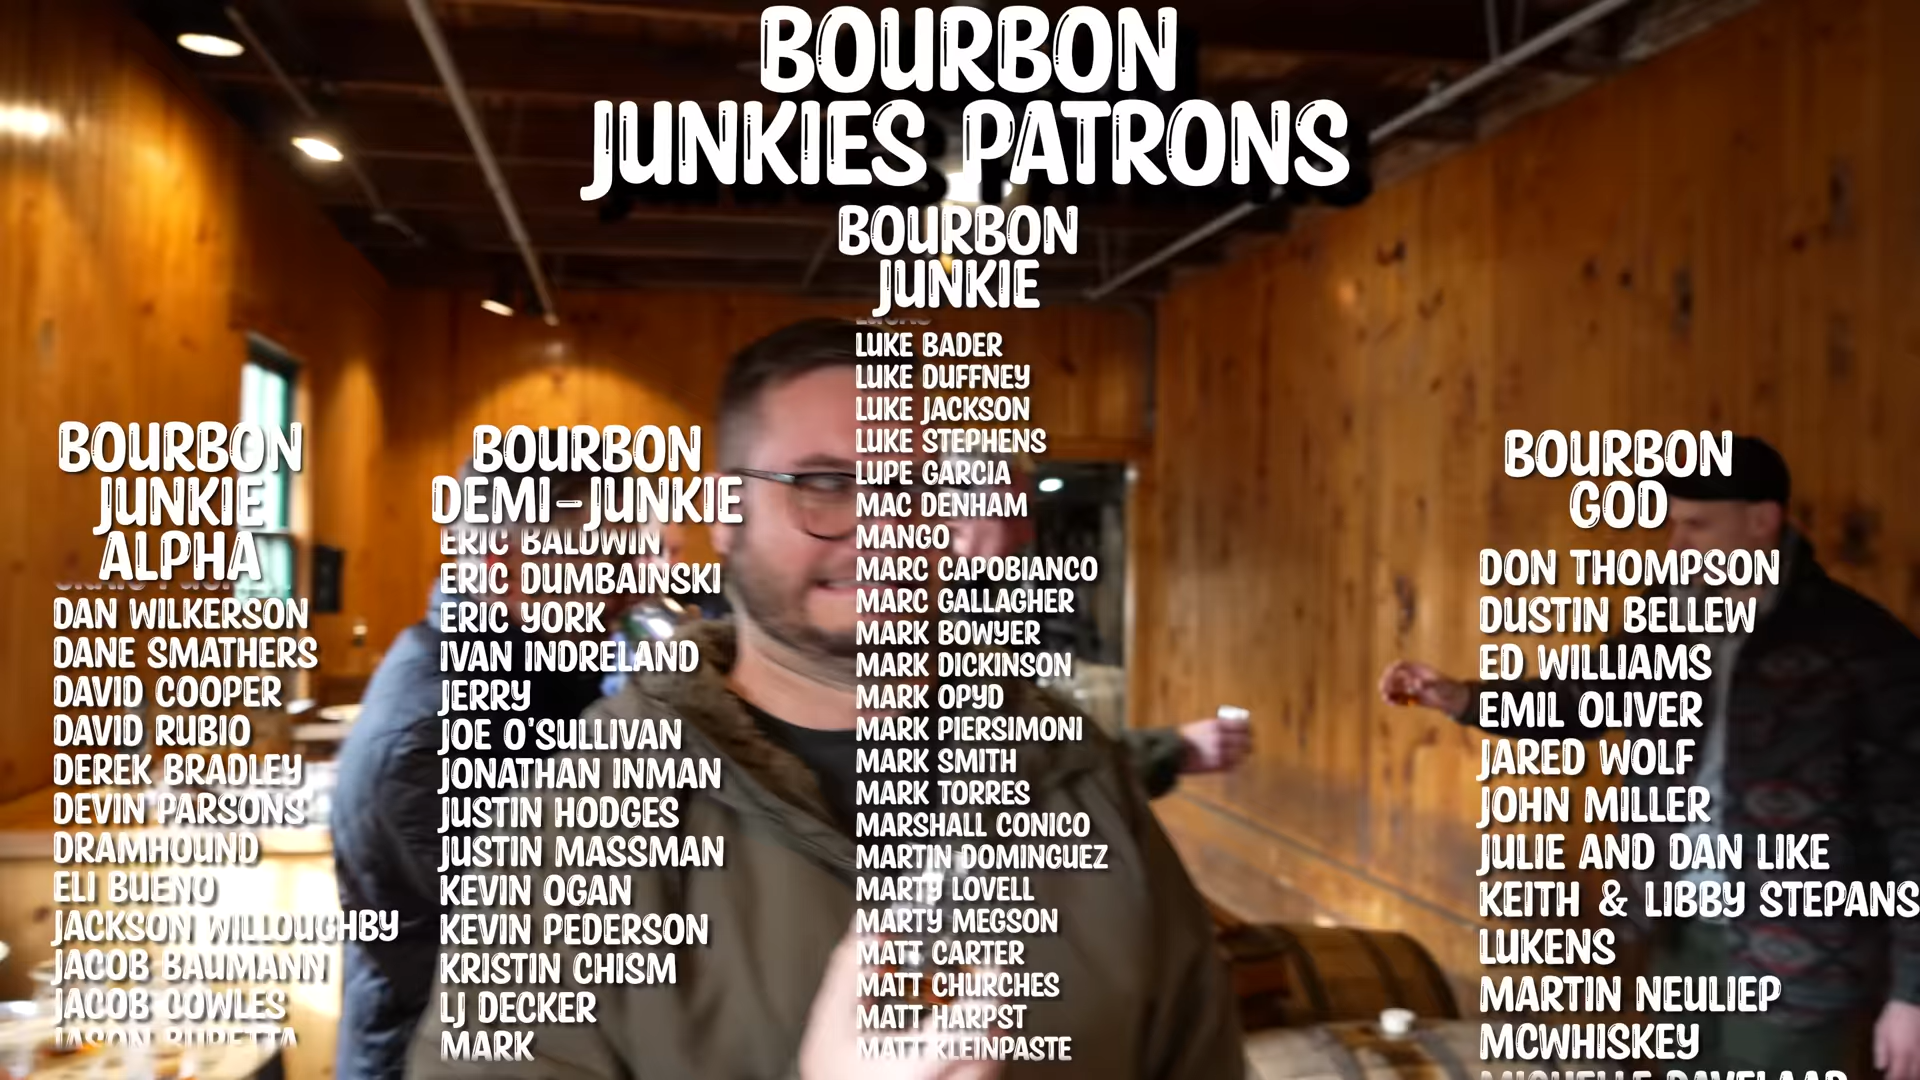 BOURBON
JUNKIES PATRONS
BOURBON
JUNKIE
LUKE BADER
LUKE DUFFNEY
LUKE JACKSON
LUKE STEPHENS
LUPE GARCIA
MAC DENHAM
MANGO
MARC CAPOBIANCO
MARC GALLAGHER
MARK BOWYER
MARK DICKINSON
MARK OPYD
MARK PIERSIMONI
MARK SMITH
MARK TORRES
MARSHALL CONICO
MARTIN DOMINGUEZ
MARTY LOVELL
MARTY MEGSON
MATT CARTER
MATT CHURCHES
MATT HARPST
MATT KLEINPASTE
BOURBON
JUNKIE
ALPHA
DAN WILKERSON
DANE SMATHERS
DAVID COOPER
DAVID RUBIO
DEREK BRADLEY
DEVIN PARSONS
DRAMHOUND
ELI BUENO
JACKSON WILLOUGHBY
JACOB BAUMANN
JACOB COWLES
JASON BURETTA
BOURBON
DEMI-JUNKIE
ERIC BALDWIN
ERIC DUMBAINSKI
ERIC YORK
IVAN INDRELAND
JERRY
JOE O'SULLIVAN
JONATHAN INMAN
JUSTIN HODGES
JUSTIN MASSMAN
KEVIN OGAN
KEVIN PEDERSON
KRISTIN CHISM
LJ DECKER
MARK
BOURBON
GOD
DON THOMPSON
DUSTIN BELLEW
ED WILLIAMS
EMIL OLIVER
JARED WOLF
JOHN MILLER
JULIE AND DAN LIKE
KEITH & LIBBY STEPANS
LUKENS
MARTIN NEULIEP
MCWHISKEY